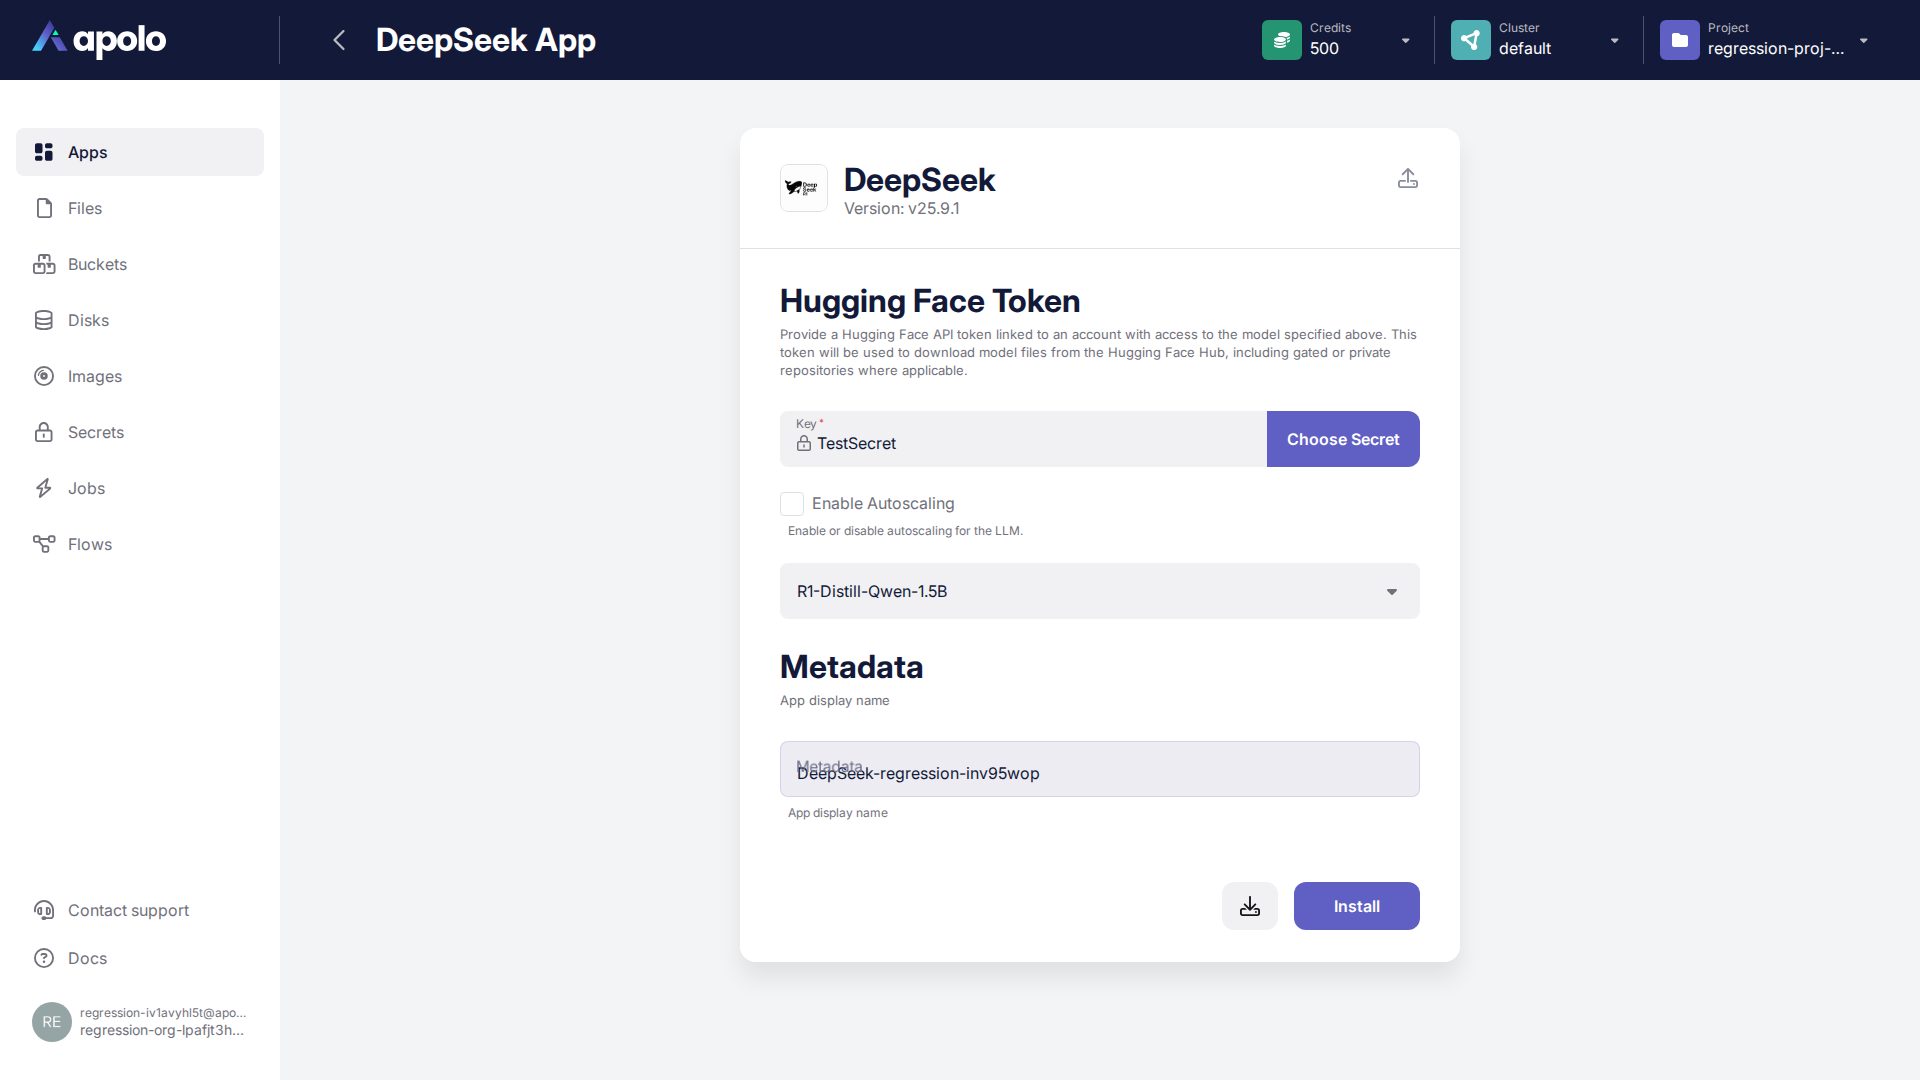 apolo
DeepSeek App
Credits
500
Cluster
default
Project
regression-proj-...
Apps
Files
Buckets
Disks
Images
Secrets
Jobs
Flows
Contact support
Docs
RE
regression-iv1avyhl5t@apo...
regression-org-lpafjt3h...
deep
seek
DeepSeek
Version: v25.9.1
Hugging Face Token
Provide a Hugging Face API token linked to an account with access to the model specified above. This
token will be used to download model files from the Hugging Face Hub, including gated or private
repositories where applicable.
Key *
TestSecret
Choose Secret
Enable Autoscaling
Enable or disable autoscaling for the LLM.
R1-Distill-Qwen-1.5B
Metadata
App display name
Metadata
DeepSeek-regression-inv95wop
App display name
Install